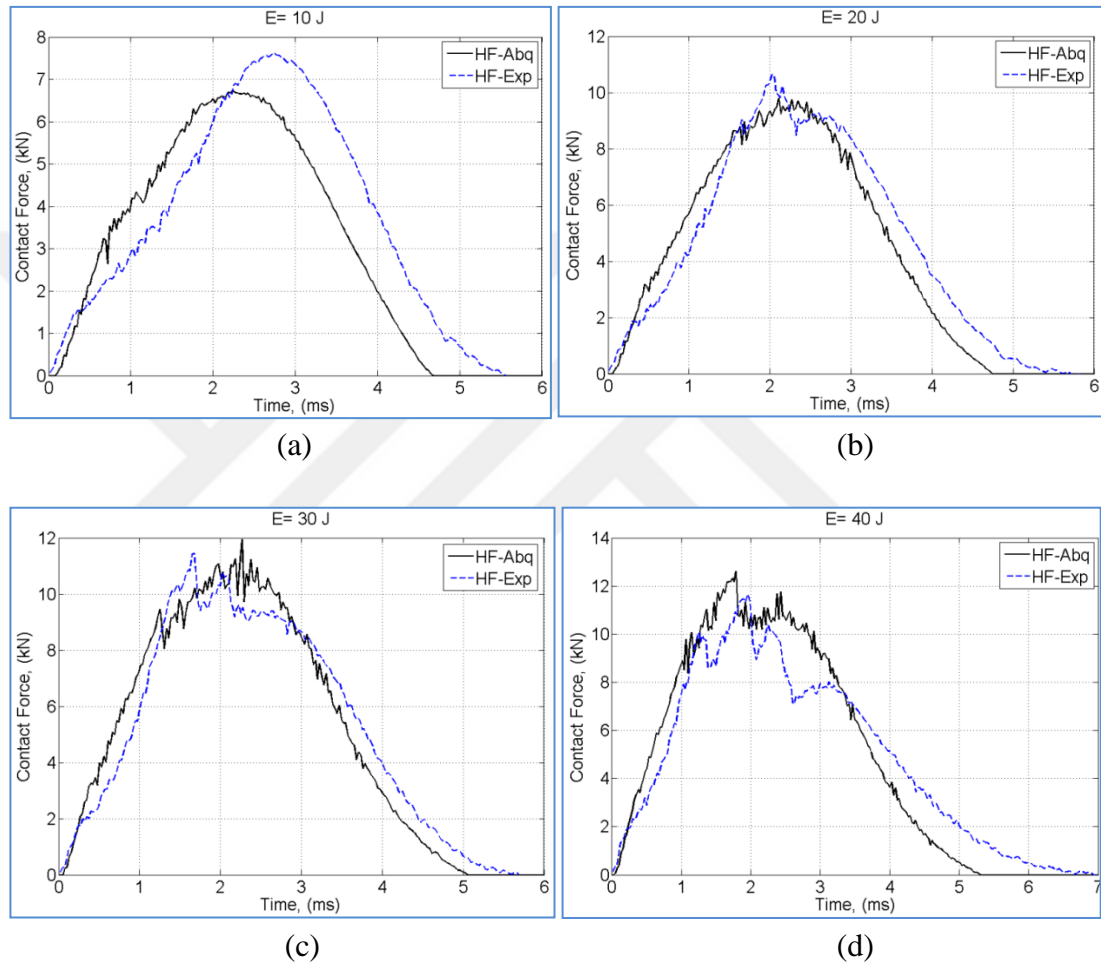 E= 10 J
8
7
6
5
4
3
2
1
0
Contact Force, (kN)
HF-Abq
HF-Exp
0 1 2 3 4 5 6
Time, (ms)
(a)
E= 20 J
12
10
8
6
4
2
0
Contact Force, (kN)
HF-Abq
HF-Exp
0 1 2 3 4 5 6
Time, (ms)
(b)
E= 30 J
12
10
8
6
4
2
0
Contact Force, (kN)
HF-Abq
HF-Exp
0 1 2 3 4 5 6
Time, (ms)
(c)
E= 40 J
14
12
10
8
6
4
2
0
Contact Force, (kN)
HF-Abq
HF-Exp
0 1 2 3 4 5 6 7
Time, (ms)
(d)